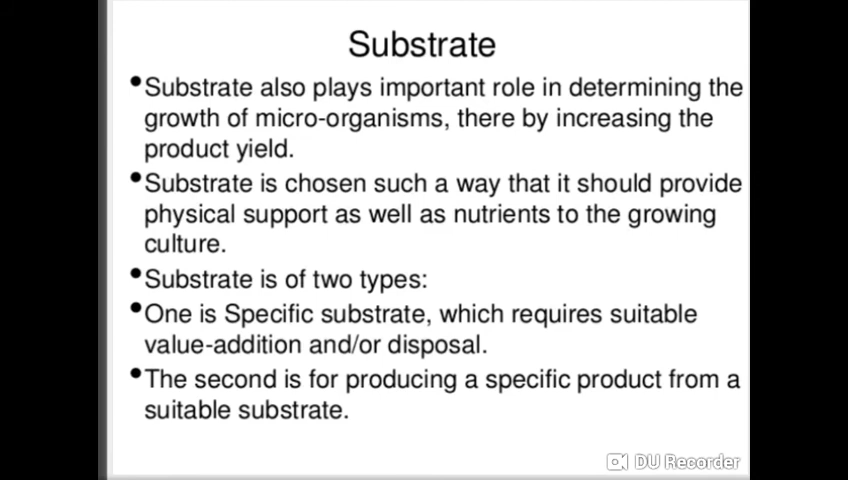 Substrate
•Substrate also plays important role in determining the
growth of micro-organisms, there by increasing the
product yield.
•Substrate is chosen such a way that it should provide
physical support as well as nutrients to the growing
culture.
•Substrate is of two types:
•One is Specific substrate, which requires suitable
value-addition and/or disposal.
•The second is for producing a specific product from a
suitable substrate.
DU Recorder